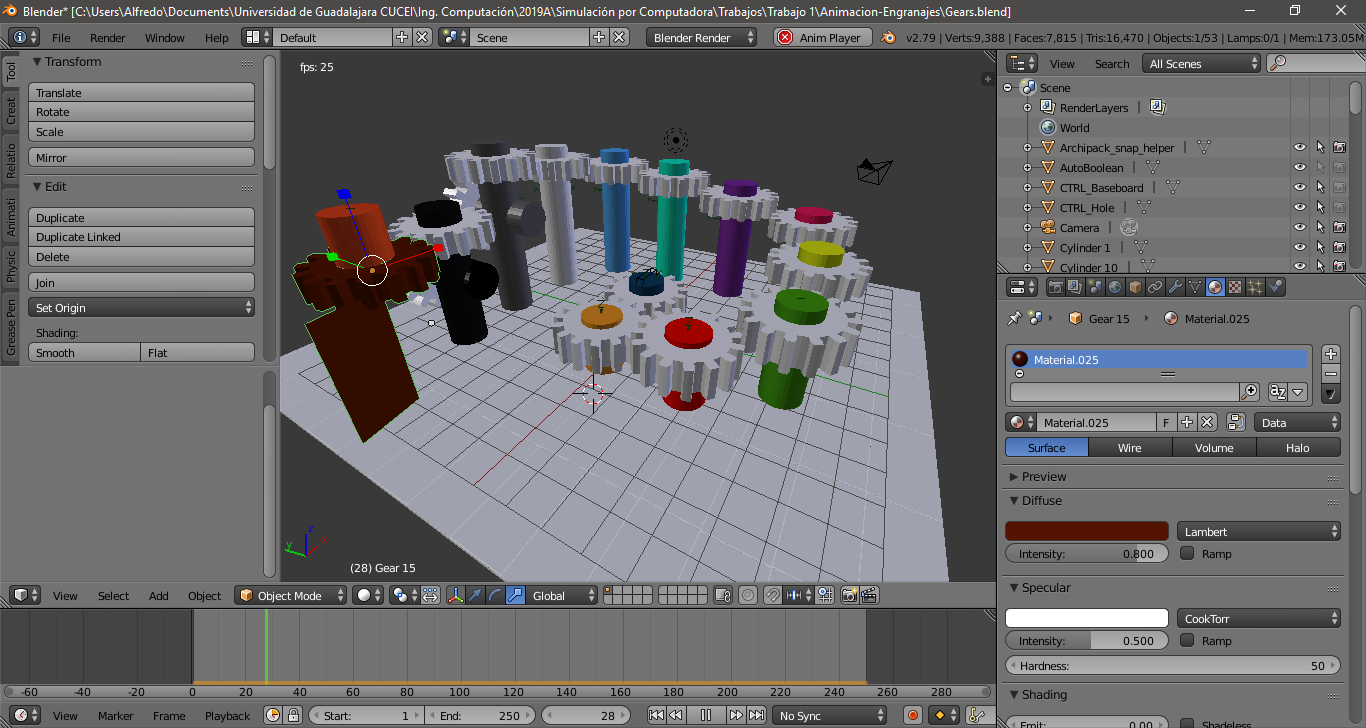 Blender* [C:\Users\Alfredo\Documents\Universidad de Guadalajara CUCEI\Ing. Computación\2019A\Simulación por Computadora\Trabajos\Trabajo 1\Animacion-Engranajes\Gears.blend]
File Render Window Help Default Scene Blender Render Anim Player v2.79 | Verts:9,388 | Faces:7,815 | Tris:16,470 | Objects:1/53 | Lamps:0/1 | Mem:173.05M
Tool
Creat
Relatio
Animati
Physic
Grease Pen
Transform
Translate
Rotate
Scale
Mirror
Edit
Duplicate
Duplicate Linked
Delete
Join
Set Origin
Shading:
Smooth Flat
fps: 25
z
y x
(28) Gear 15
View Select Add Object Object Mode Global
View Search All Scenes
Scene
RenderLayers
World
Archipack_snap_helper
AutoBoolean
CTRL_Baseboard
CTRL_Hole
Camera
Cylinder 1
Cylinder 10
Gear 15 Material.025
Material.025
Material.025 F Data
Surface Wire Volume Halo
Preview
Diffuse
Lambert
Intensity: 0.800 Ramp
Specular
CookTorr
Intensity: 0.500 Ramp
Hardness: 50
Shading
Emit: 0.00 Shadeless
-60 -40 -20 0 20 40 60 80 100 120 140 160 180 200 220 240 260 280
View Marker Frame Playback Start: 1 End: 250 28 No Sync